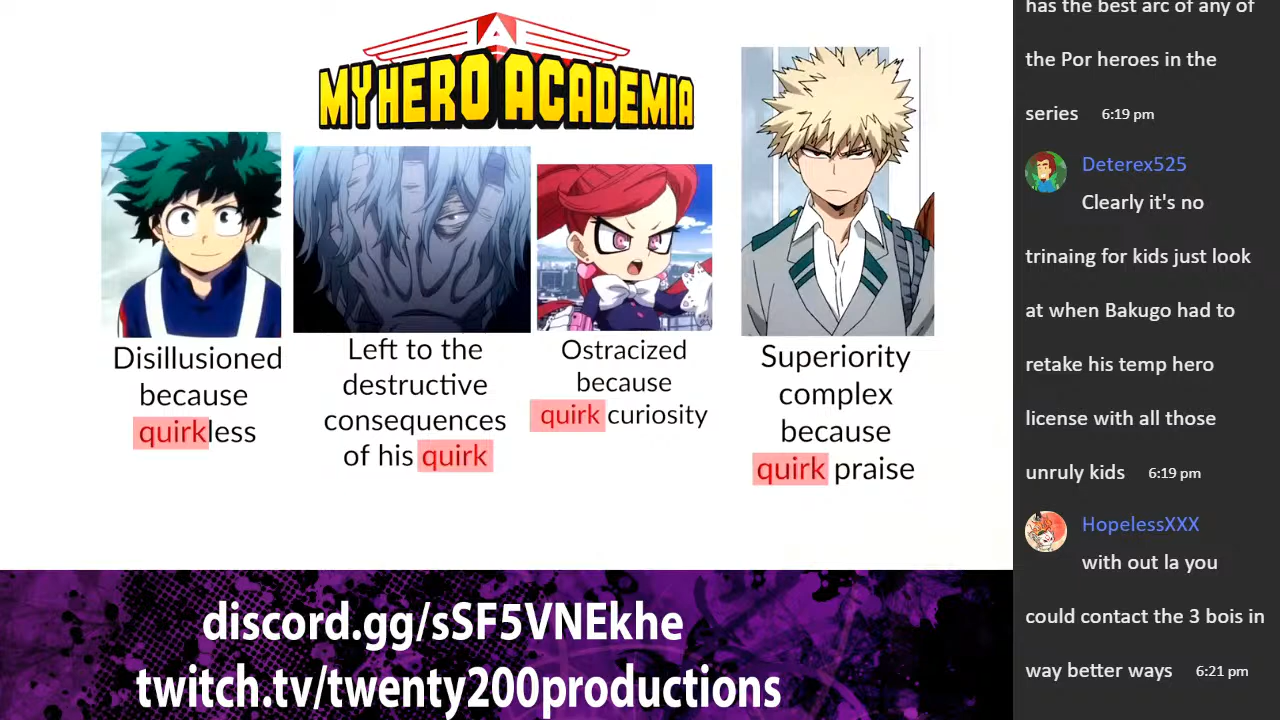 MY HERO ACADEMIA
Disillusioned
because
quirkless
Left to the
destructive
consequences
of his quirk
Ostracized
because
quirk curiosity
Superiority
complex
because
quirk praise
discord.gg/sSF5VNEkhe
twitch.tv/twenty200productions
has the best arc of any of
the Por heroes in the
series 6:19 pm
Deterex525
Clearly it's no
trinaing for kids just look
at when Bakugo had to
retake his temp hero
license with all those
unruly kids 6:19 pm
HopelessXXX
with out la you
could contact the 3 bois in
way better ways 6:21 pm